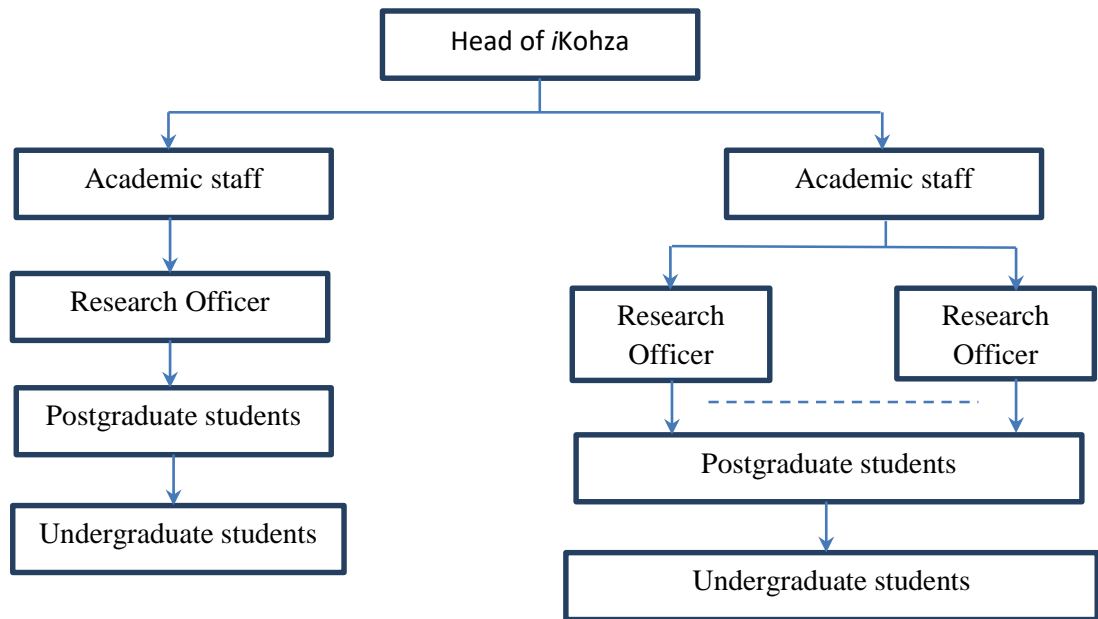 Head of iKohza
Academic staff
Academic staff
Research Officer
Research
Officer
Research
Officer
Postgraduate students
Postgraduate students
Undergraduate students
Undergraduate students